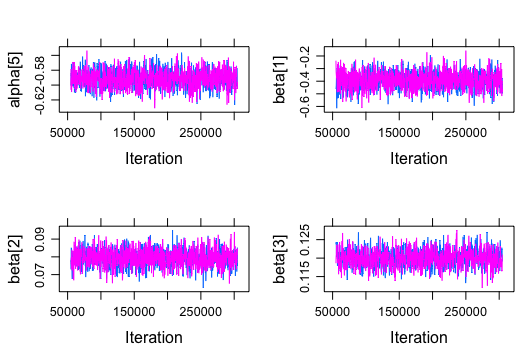 alpha[5]
-0.62 -0.58
50000 150000 250000
Iteration
beta[1]
-0.6 -0.4 -0.2
50000 150000 250000
Iteration
beta[2]
0.07 0.09
50000 150000 250000
Iteration
beta[3]
0.115 0.125
50000 150000 250000
Iteration